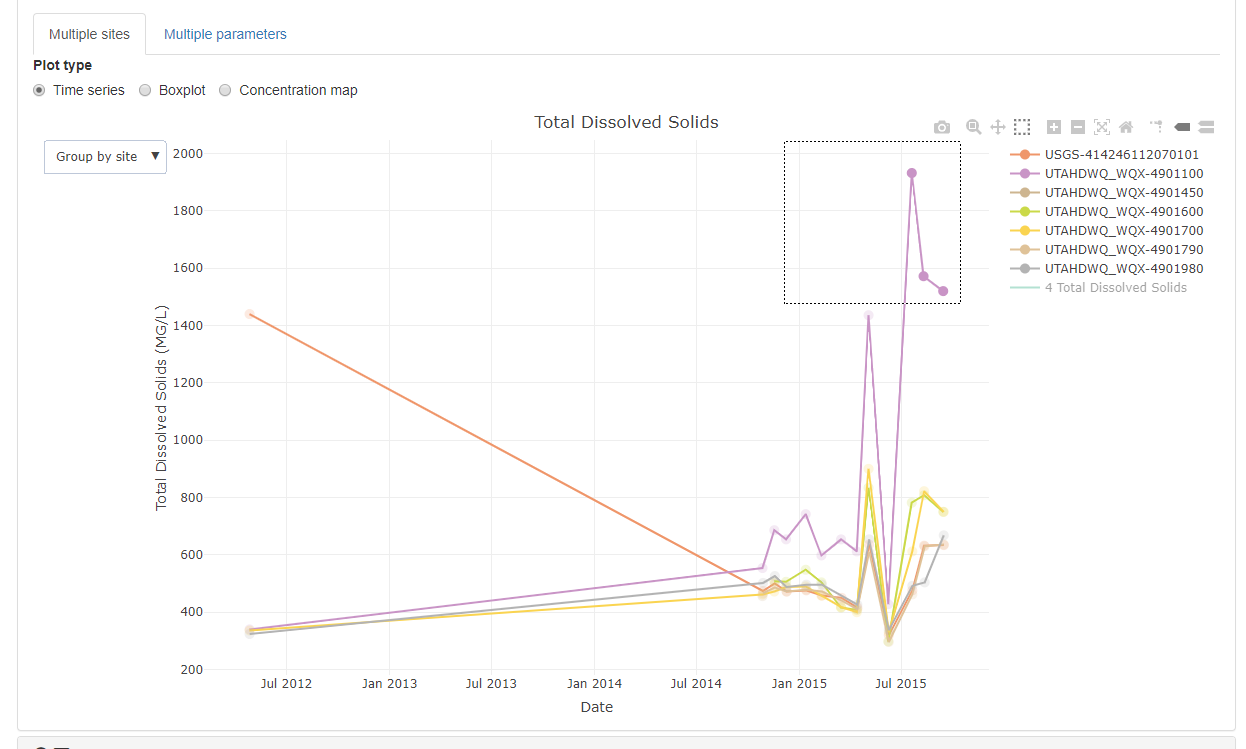 Multiple sites Multiple parameters
Plot type
Time series Boxplot Concentration map
Total Dissolved Solids
Group by site ▼
2000
1800
1600
1400
1200
1000
800
600
400
200
Total Dissolved Solids (MG/L)
Jul 2012 Jan 2013 Jul 2013 Jan 2014 Jul 2014 Jan 2015 Jul 2015
Date
USGS-414246112070101
UTAHDWQ_WQX-4901100
UTAHDWQ_WQX-4901450
UTAHDWQ_WQX-4901600
UTAHDWQ_WQX-4901700
UTAHDWQ_WQX-4901790
UTAHDWQ_WQX-4901980
4 Total Dissolved Solids